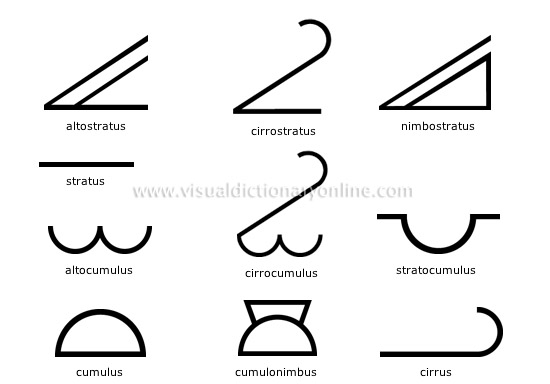 altostratus
cirrostratus
nimbostratus
stratus
www.visualdictionaryonline.com
altocumulus
cirrocumulus
stratocumulus
cumulus
cumulonimbus
cirrus